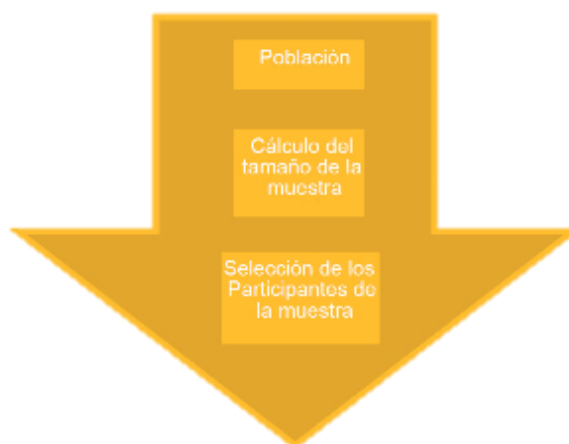 Población
Cálculo del
tamaño de la
muestra
Selección de los
Participantes de
la muestra